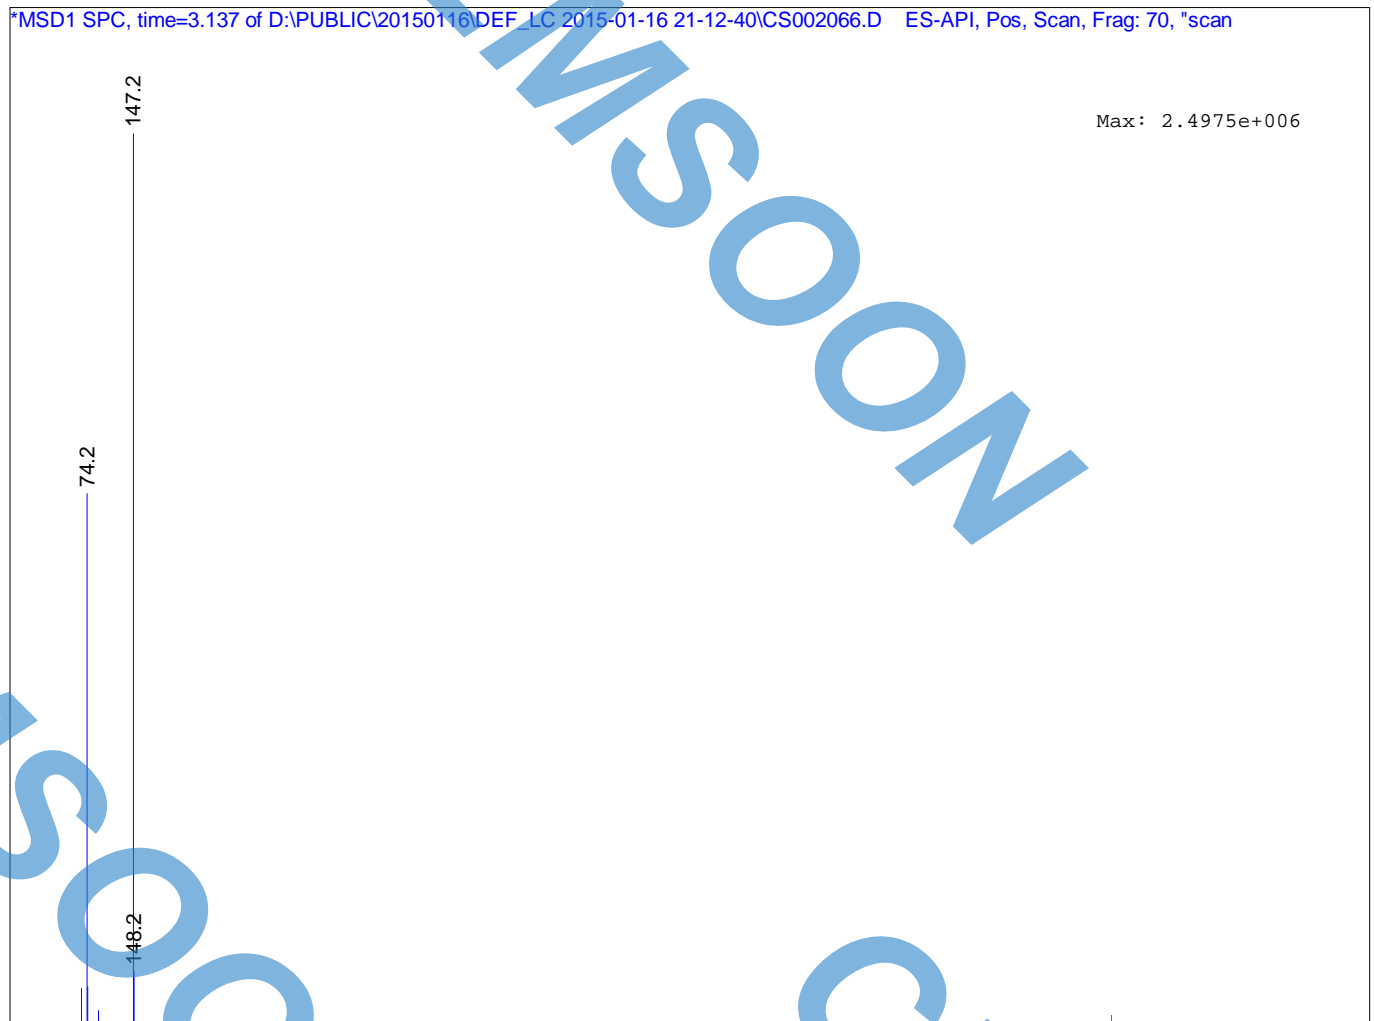 *MSD1 SPC, time=3.137 of D:\PUBLIC\20150116\DEF_LC 2015-01-16 21-12-40\CS002066.D ES-API, Pos, Scan, Frag: 70, "scan
147.2
Max: 2.4975e+006
74.2
148.2
MSOON